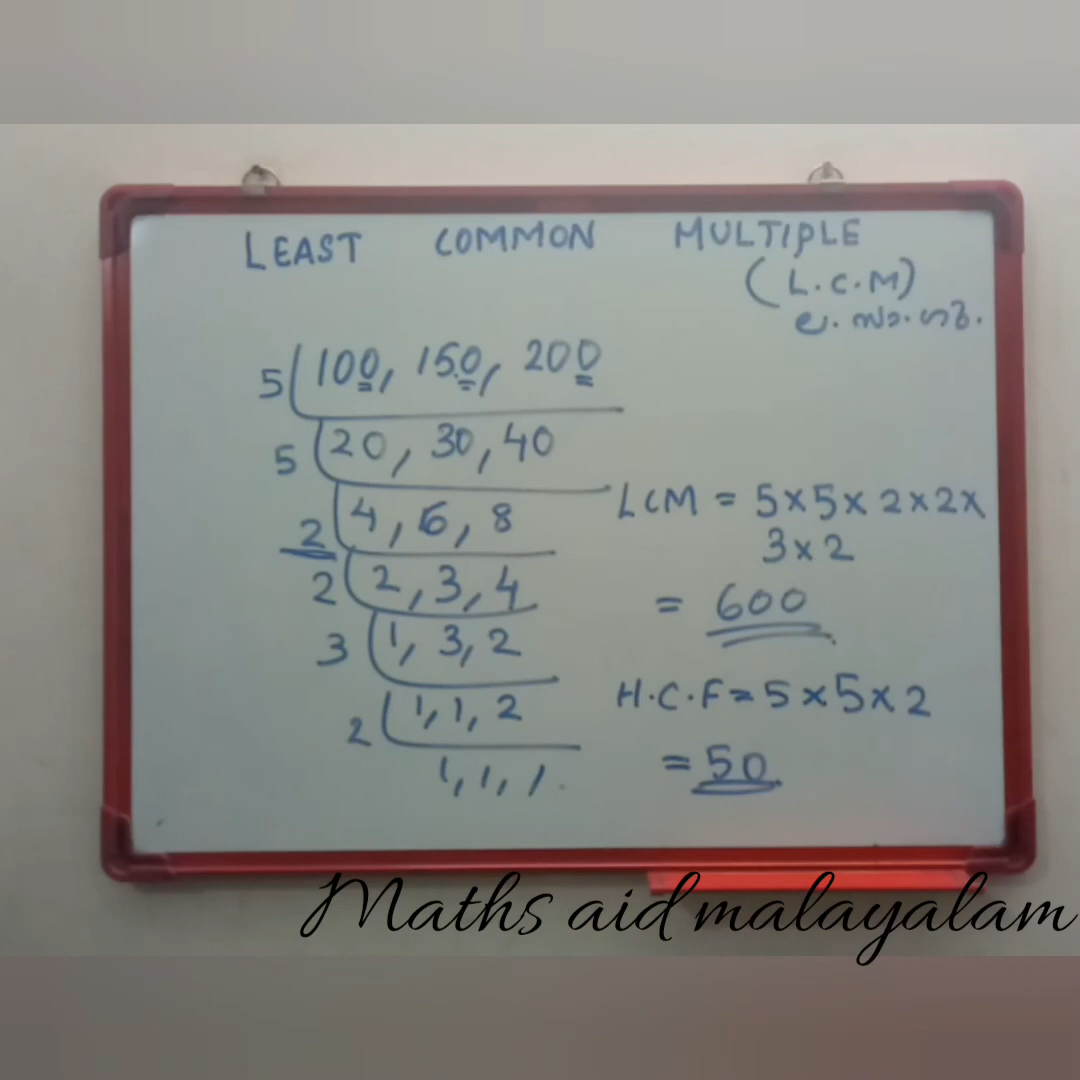 LEAST COMMON MULTIPLE
(L.C.M)
ല.സാ.ഗു.
5 100, 150, 200
5 20, 30, 40
2 4, 6, 8
2 2, 3, 4
3 1, 3, 2
2 1, 1, 2
1, 1, 1.
LCM = 5×5×2×2×
3×2
= 600
H.C.F = 5×5×2
= 50
Maths aid malayalam